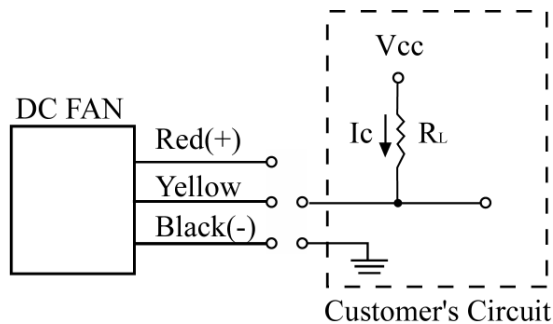 Vcc
DC FAN
Red(+)
Ic
RL
Yellow
Black(-)
Customer's Circuit